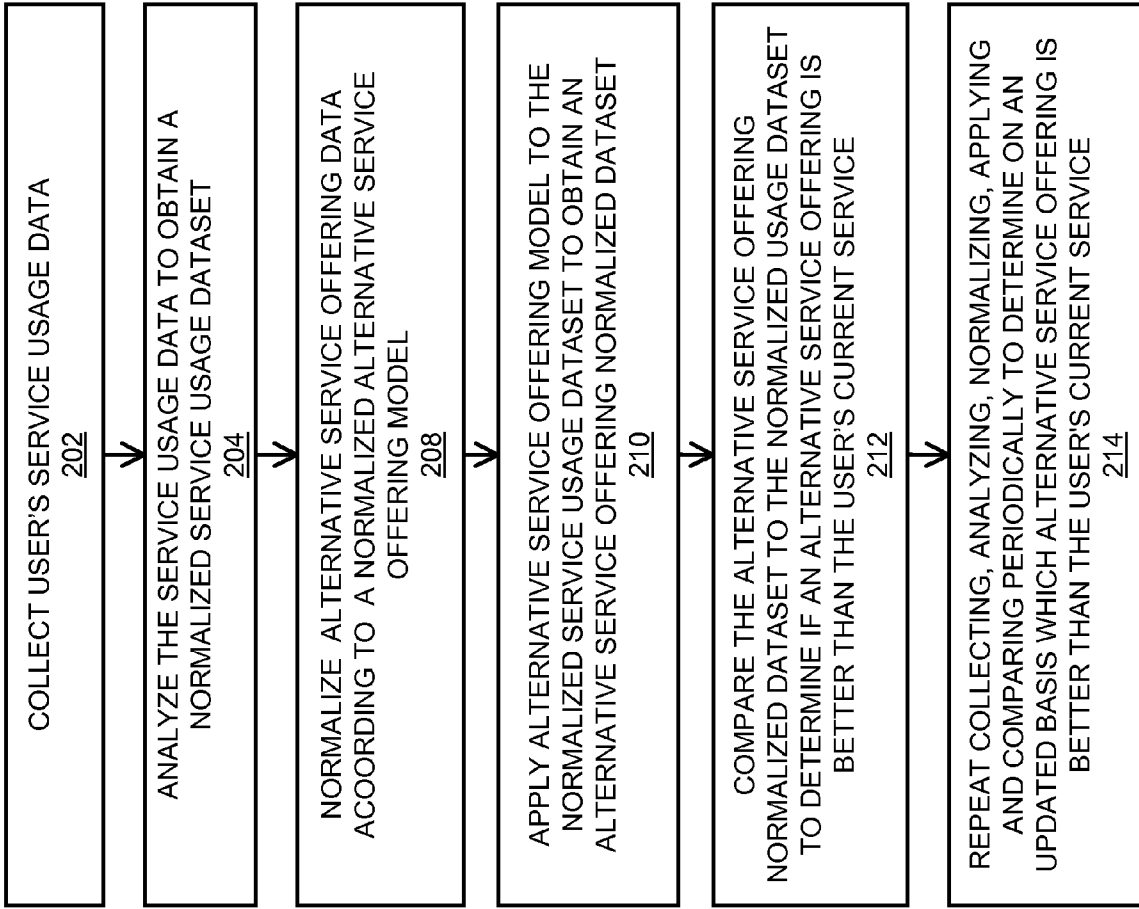 COLLECT USER'S SERVICE USAGE DATA
202
ANALYZE THE SERVICE USAGE DATA TO OBTAIN A
NORMALIZED SERVICE USAGE DATASET
204
NORMALIZE ALTERNATIVE SERVICE OFFERING DATA
ACOORDING TO A NORMALIZED ALTERNATIVE SERVICE
OFFERING MODEL
208
APPLY ALTERNATIVE SERVICE OFFERING MODEL TO THE
NORMALIZED SERVICE USAGE DATASET TO OBTAIN AN
ALTERNATIVE SERVICE OFFERING NORMALIZED DATASET
210
COMPARE THE ALTERNATIVE SERVICE OFFERING
NORMALIZED DATASET TO THE NORMALIZED USAGE DATASET
TO DETERMINE IF AN ALTERNATIVE SERVICE OFFERING IS
BETTER THAN THE USER'S CURRENT SERVICE
212
REPEAT COLLECTING, ANALYZING, NORMALIZING, APPLYING
AND COMPARING PERIODICALLY TO DETERMINE ON AN
UPDATED BASIS WHICH ALTERNATIVE SERVICE OFFERING IS
BETTER THAN THE USER'S CURRENT SERVICE
214